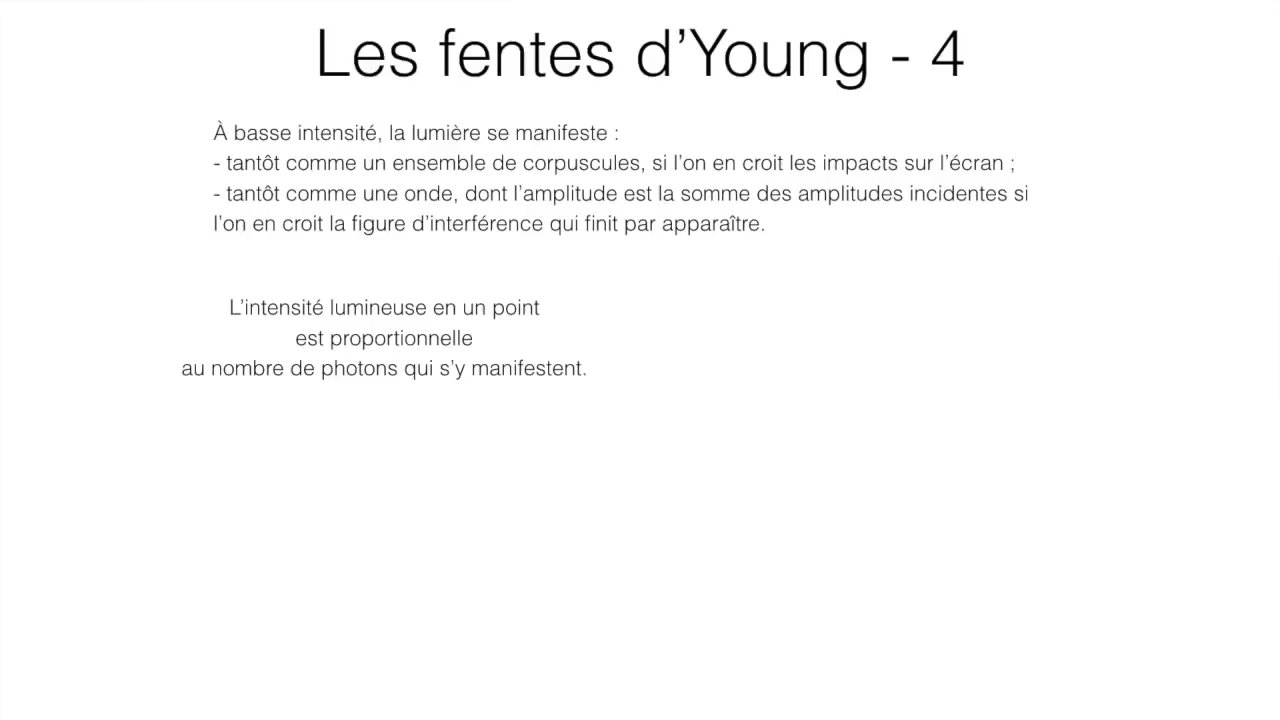 Les fentes d’Young - 4
À basse intensité, la lumière se manifeste :
- tantôt comme un ensemble de corpuscules, si l’on en croit les impacts sur l’écran ;
- tantôt comme une onde, dont l’amplitude est la somme des amplitudes incidentes si
l’on en croit la figure d’interférence qui finit par apparaître.
L’intensité lumineuse en un point
est proportionnelle
au nombre de photons qui s’y manifestent.